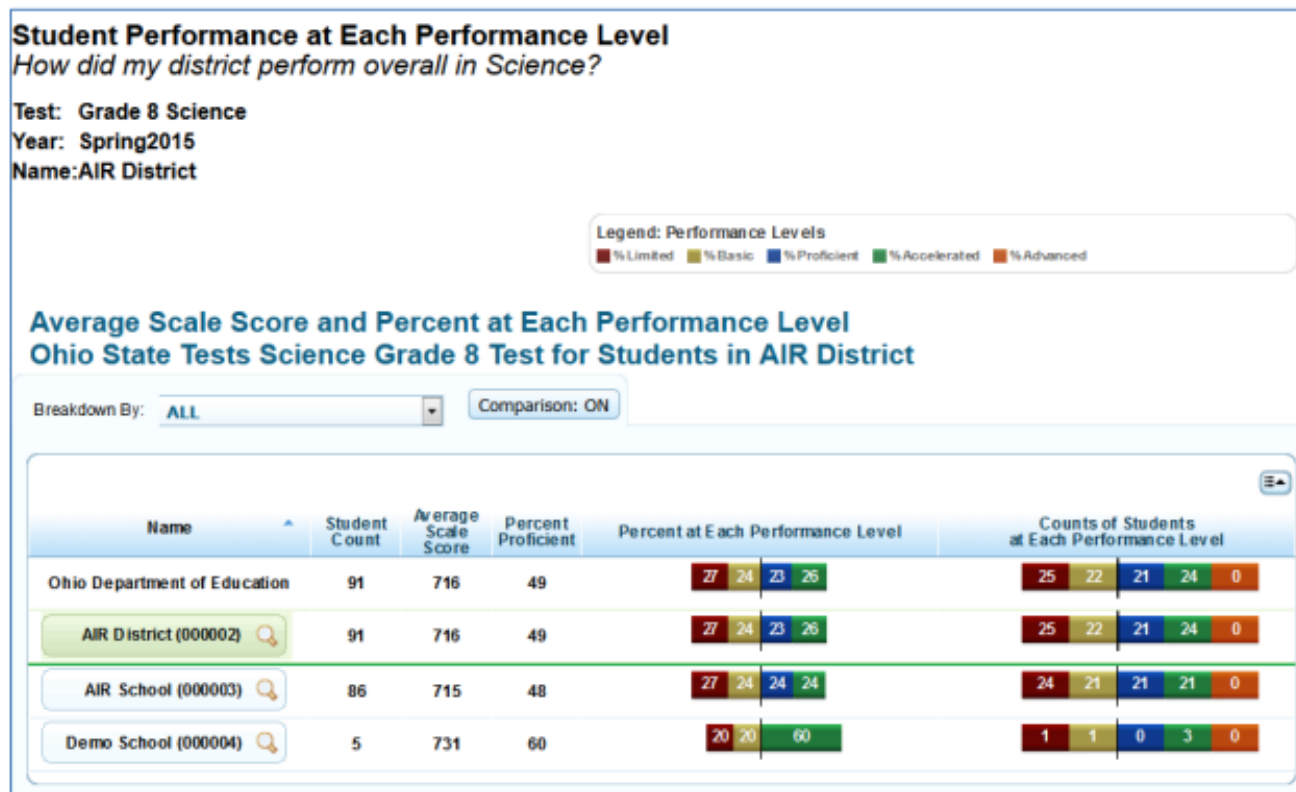 Student Performance at Each Performance Level
How did my district perform overall in Science?
Test: Grade 8 Science
Year: Spring2015
Name:AIR District
Legend: Performance Levels
%Limited %Basic %Proficient %Accelerated %Advanced
Average Scale Score and Percent at Each Performance Level
Ohio State Tests Science Grade 8 Test for Students in AIR District
Breakdown By: ALL Comparison: ON
Name Student Count Average Scale Score Percent Proficient Percent at Each Performance Level Counts of Students at Each Performance Level
Ohio Department of Education 91 716 49 27 24 23 26 25 22 21 24 0
AIR District (000002) 91 716 49 27 24 23 26 25 22 21 24 0
AIR School (000003) 86 715 48 27 24 24 24 24 21 21 21 0
Demo School (000004) 5 731 60 20 20 60 1 1 0 3 0